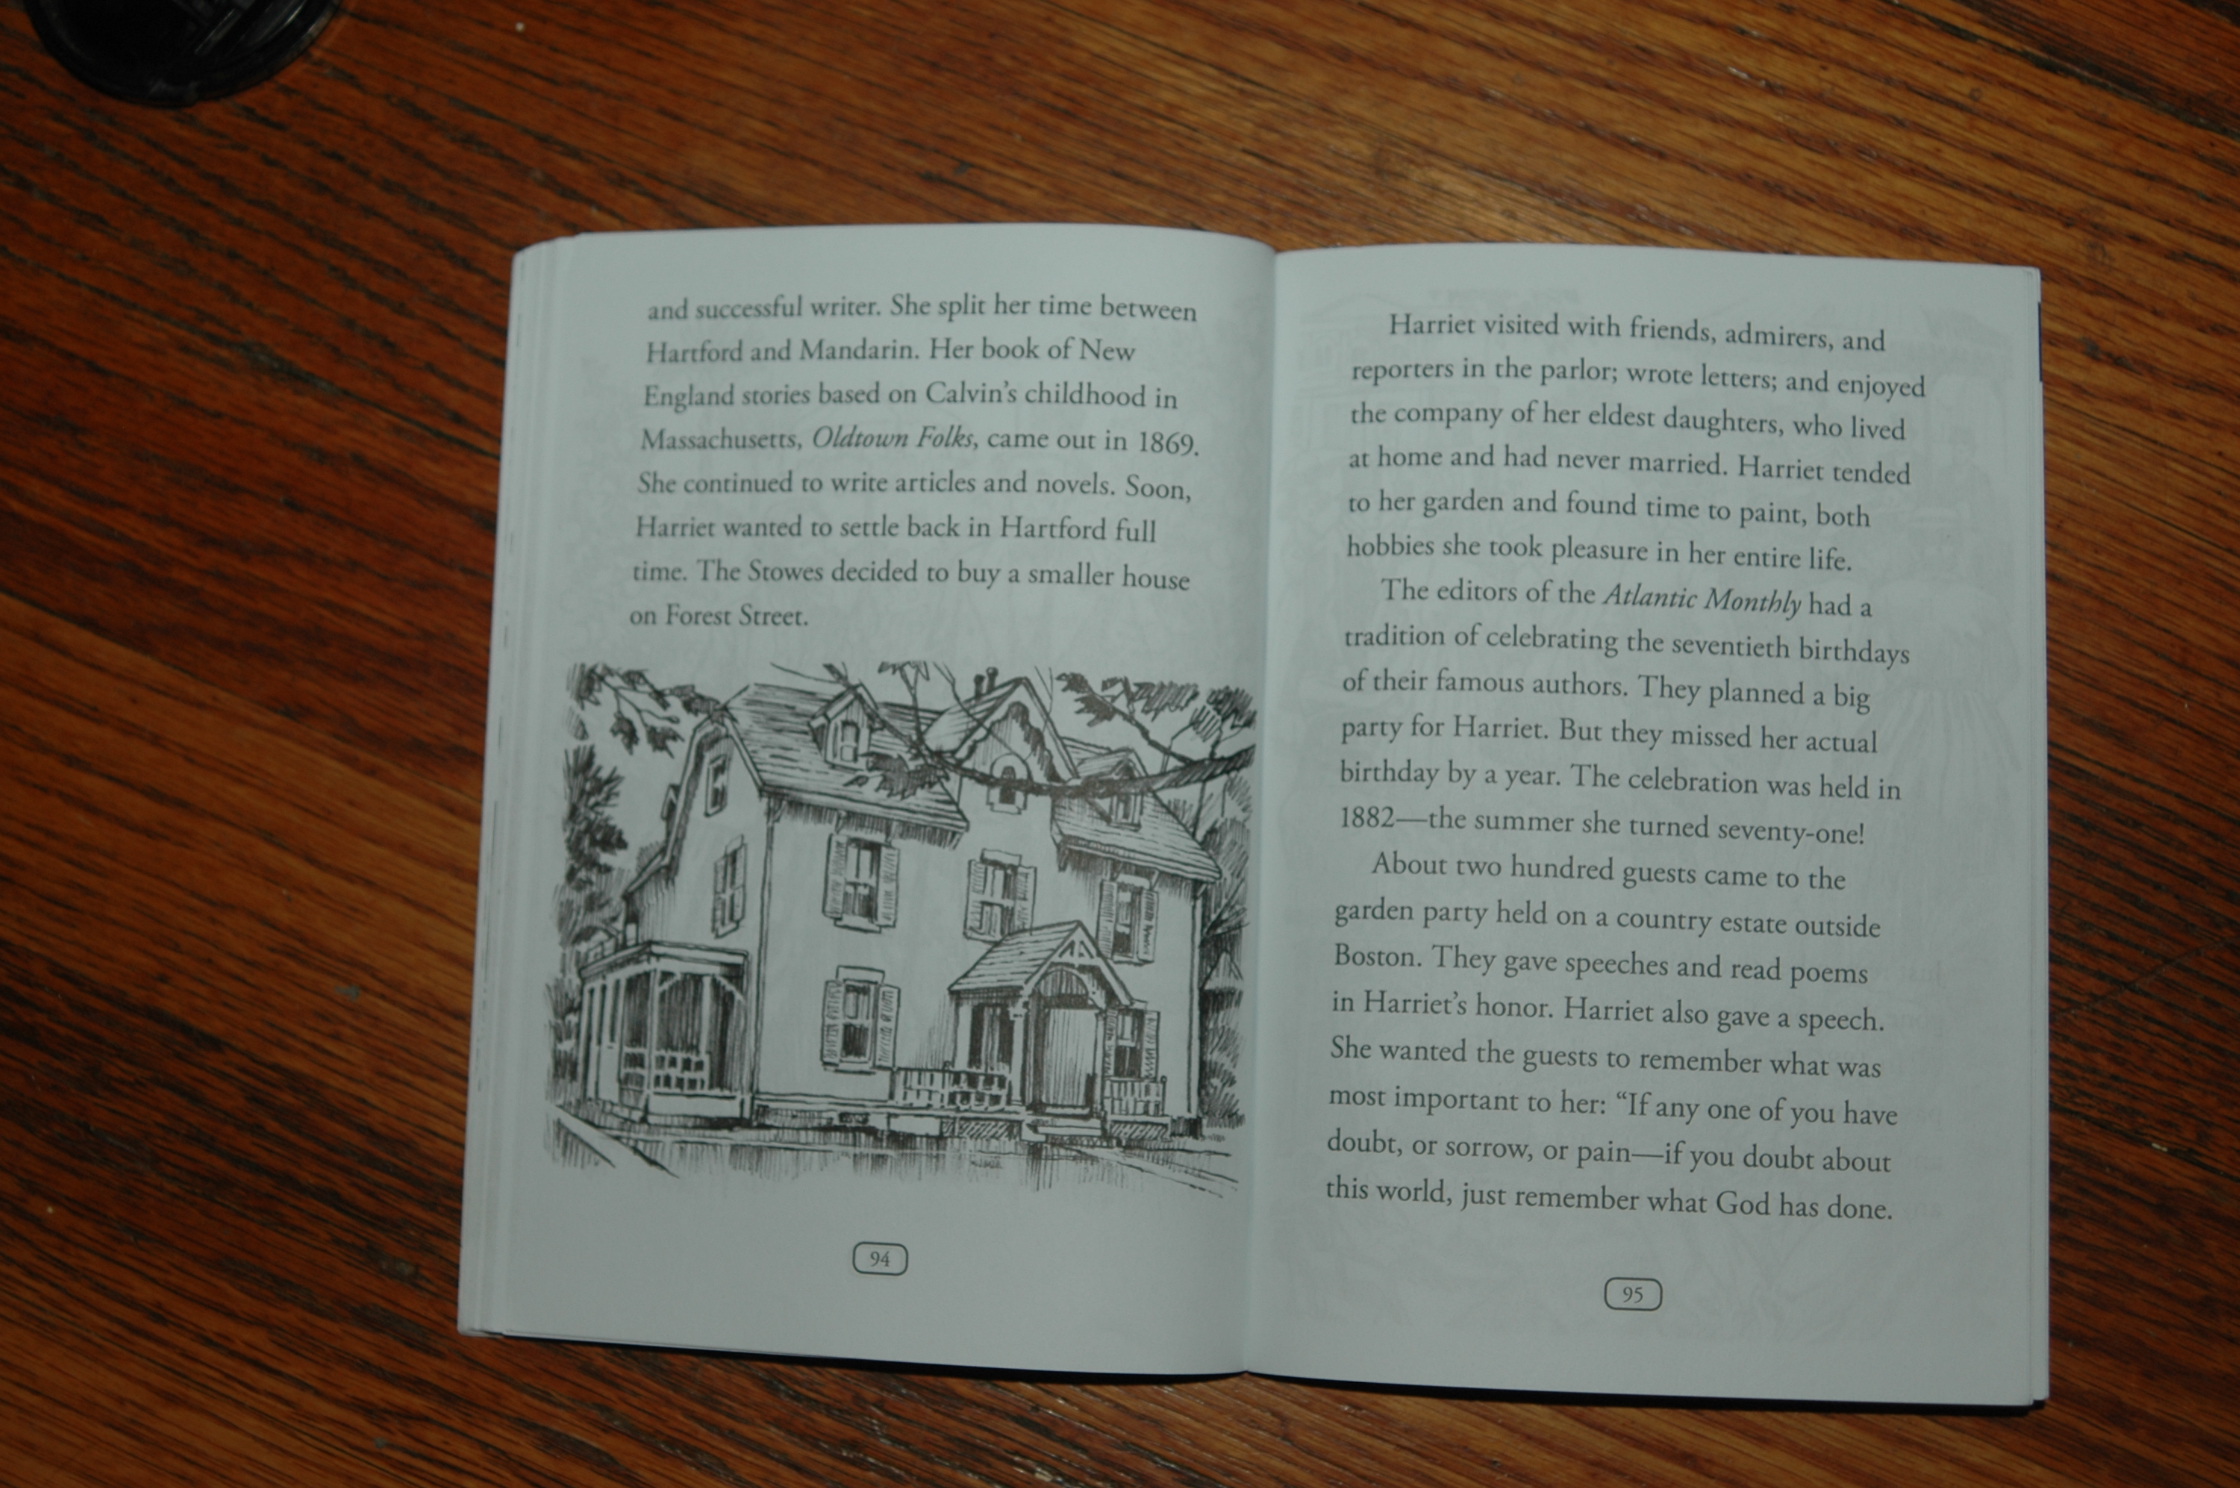 and successful writer. She split her time between
Hartford and Mandarin. Her book of New
England stories based on Calvin's childhood in
Massachusetts, Oldtown Folks, came out in 1869.
She continued to write articles and novels. Soon,
Harriet wanted to settle back in Hartford full
time. The Stowes decided to buy a smaller house
on Forest Street.
94
Harriet visited with friends, admirers, and
reporters in the parlor; wrote letters; and enjoyed
the company of her eldest daughters, who lived
at home and had never married. Harriet tended
to her garden and found time to paint, both
hobbies she took pleasure in her entire life.
The editors of the Atlantic Monthly had a
tradition of celebrating the seventieth birthdays
of their famous authors. They planned a big
party for Harriet. But they missed her actual
birthday by a year. The celebration was held in
1882—the summer she turned seventy-one!
About two hundred guests came to the
garden party held on a country estate outside
Boston. They gave speeches and read poems
in Harriet's honor. Harriet also gave a speech.
She wanted the guests to remember what was
most important to her: “If any one of you have
doubt, or sorrow, or pain—if you doubt about
this world, just remember what God has done.
95